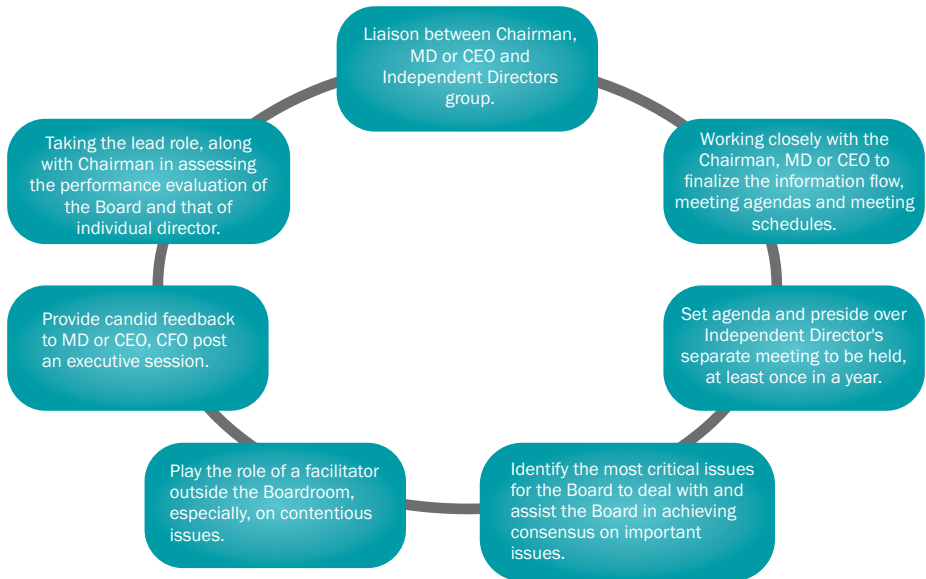 Liaison between Chairman,
MD or CEO and
Independent Directors
group.
Working closely with the
Chairman, MD or CEO to
finalize the information flow,
meeting agendas and meeting
schedules.
Set agenda and preside over
Independent Director's
separate meeting to be held,
at least once in a year.
Identify the most critical issues
for the Board to deal with and
assist the Board in achieving
consensus on important
issues.
Play the role of a facilitator
outside the Boardroom,
especially, on contentious
issues.
Provide candid feedback
to MD or CEO, CFO post
an executive session.
Taking the lead role, along
with Chairman in assessing
the performance evaluation of
the Board and that of
individual director.